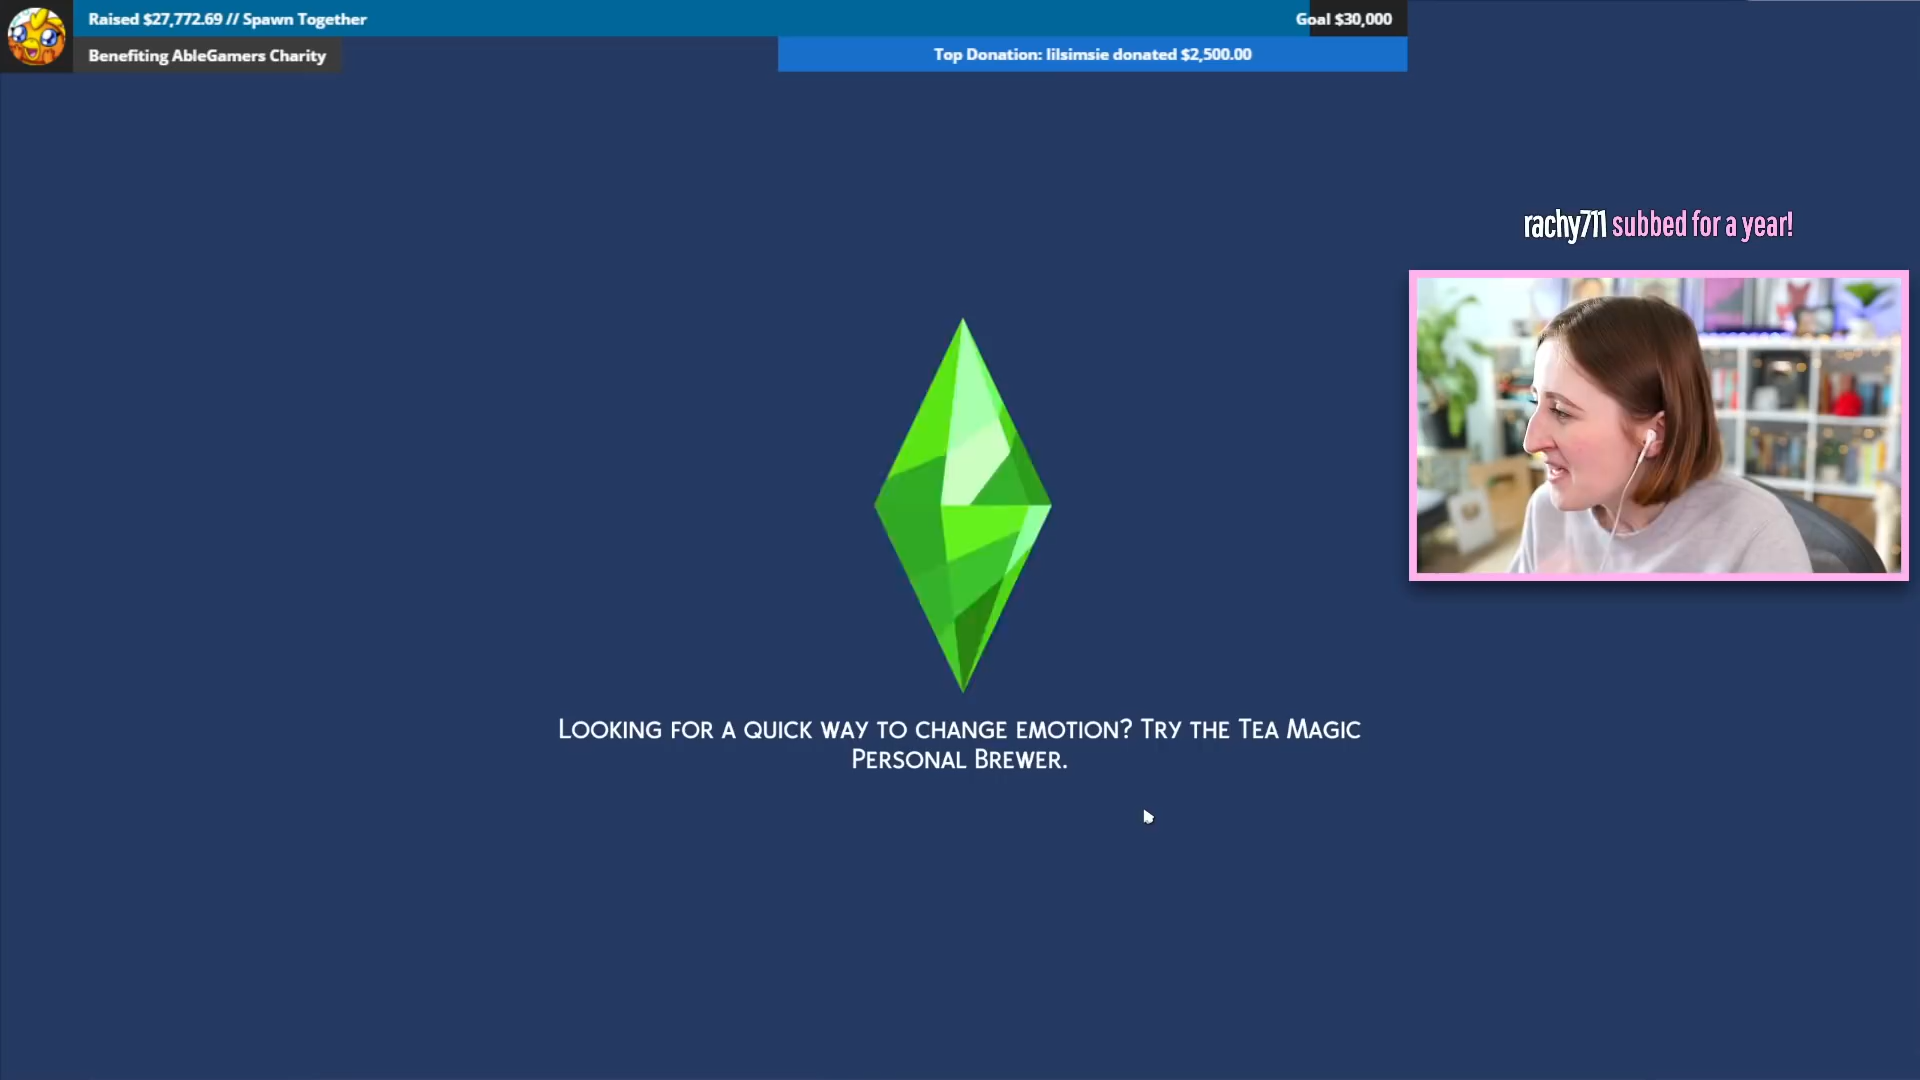 Raised $27,772.69 // Spawn Together
Goal $30,000
Benefiting AbleGamers Charity
Top Donation: lilsimsie donated $2,500.00
rachy711 subbed for a year!
Looking for a quick way to change emotion? Try the Tea Magic
Personal Brewer.